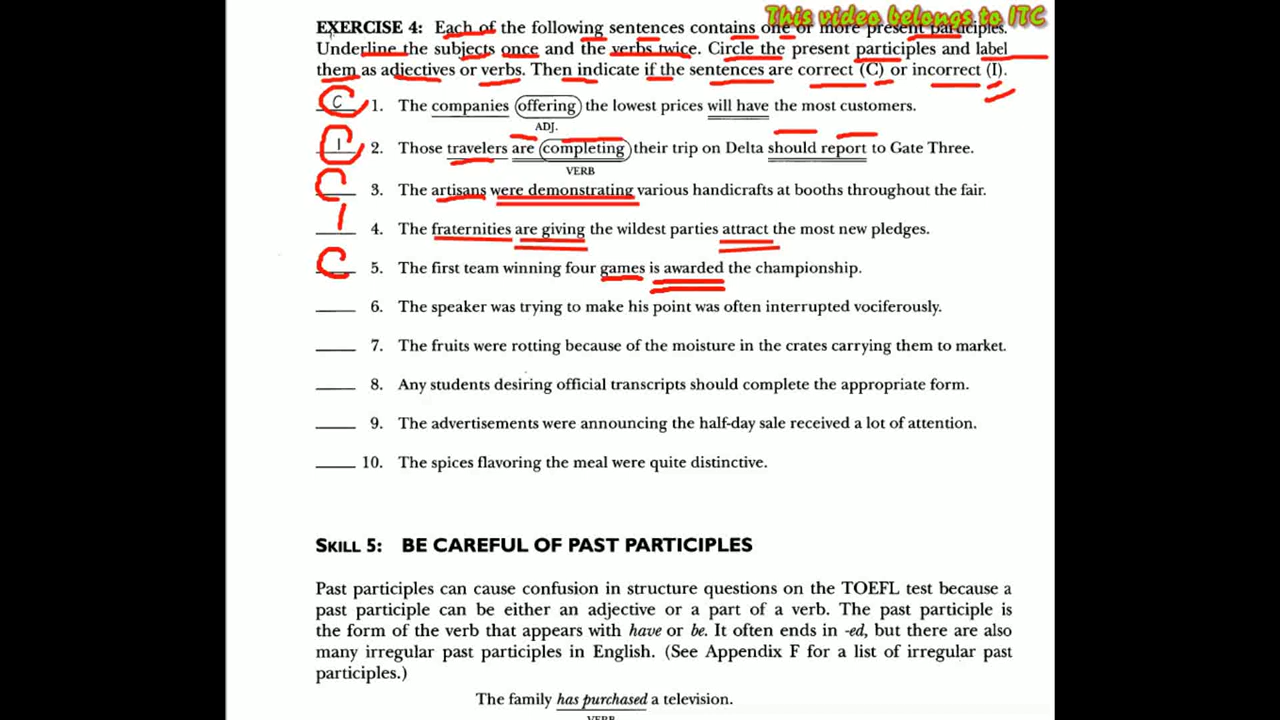 This video belongs to ITC
EXERCISE 4: Each of the following sentences contains one or more present participles.
Underline the subjects once and the verbs twice. Circle the present participles and label
them as adjectives or verbs. Then indicate if the sentences are correct (C) or incorrect (I).
C 1. The companies offering the lowest prices will have the most customers.
ADJ.
I 2. Those travelers are completing their trip on Delta should report to Gate Three.
VERB
C 3. The artisans were demonstrating various handicrafts at booths throughout the fair.
I 4. The fraternities are giving the wildest parties attract the most new pledges.
C 5. The first team winning four games is awarded the championship.
6. The speaker was trying to make his point was often interrupted vociferously.
7. The fruits were rotting because of the moisture in the crates carrying them to market.
8. Any students desiring official transcripts should complete the appropriate form.
9. The advertisements were announcing the half-day sale received a lot of attention.
10. The spices flavoring the meal were quite distinctive.
SKILL 5: BE CAREFUL OF PAST PARTICIPLES
Past participles can cause confusion in structure questions on the TOEFL test because a
past participle can be either an adjective or a part of a verb. The past participle is
the form of the verb that appears with have or be. It often ends in -ed, but there are also
many irregular past participles in English. (See Appendix F for a list of irregular past
participles.)
The family has purchased a television.
VERB